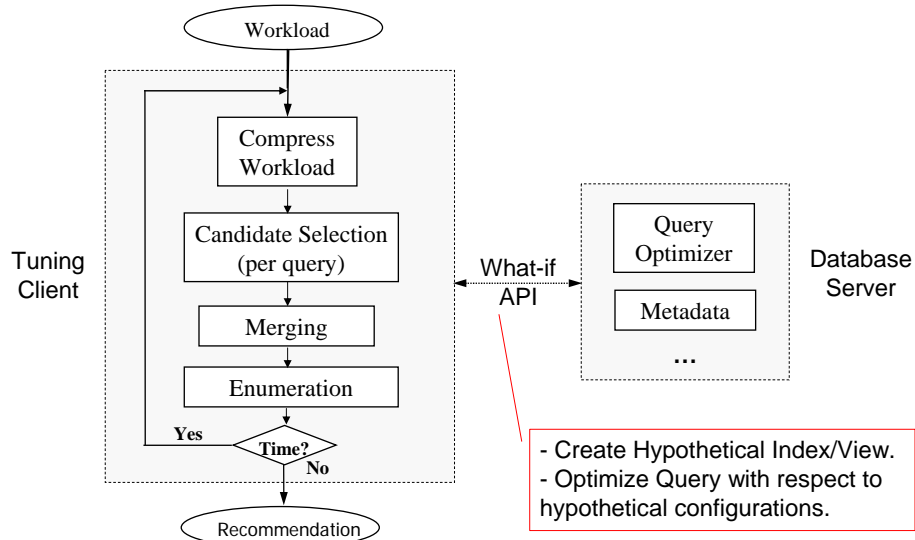 Workload
Compress
Workload
Candidate Selection
(per query)
Merging
Enumeration
Time?
Yes
No
Recommendation
Tuning
Client
What-if
API
Query
Optimizer
Metadata
...
Database
Server
- Create Hypothetical Index/View.
- Optimize Query with respect to
hypothetical configurations.